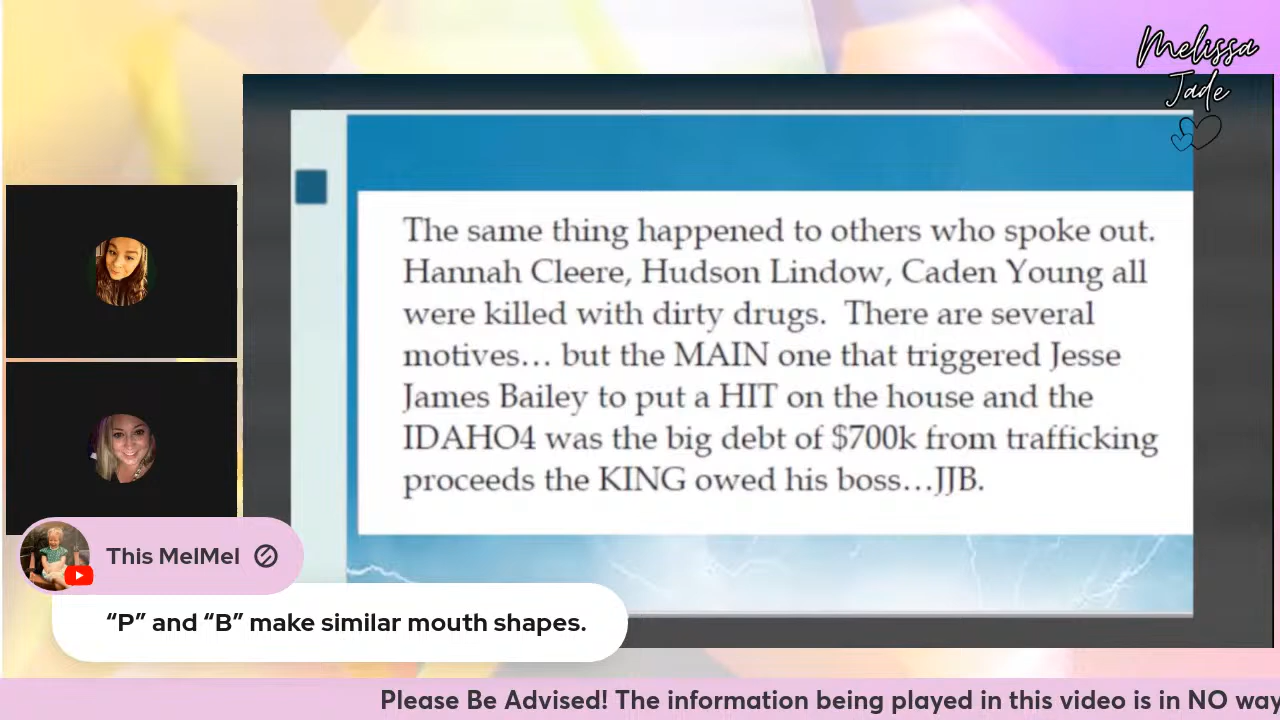 Melissa
Jade
The same thing happened to others who spoke out.
Hannah Cleere, Hudson Lindow, Caden Young all
were killed with dirty drugs.  There are several
motives… but the MAIN one that triggered Jesse
James Bailey to put a HIT on the house and the
IDAHO4 was the big debt of $700k from trafficking
proceeds the KING owed his boss…JJB.
This MelMel
“P” and “B” make similar mouth shapes.
Please Be Advised! The information being played in this video is in NO way